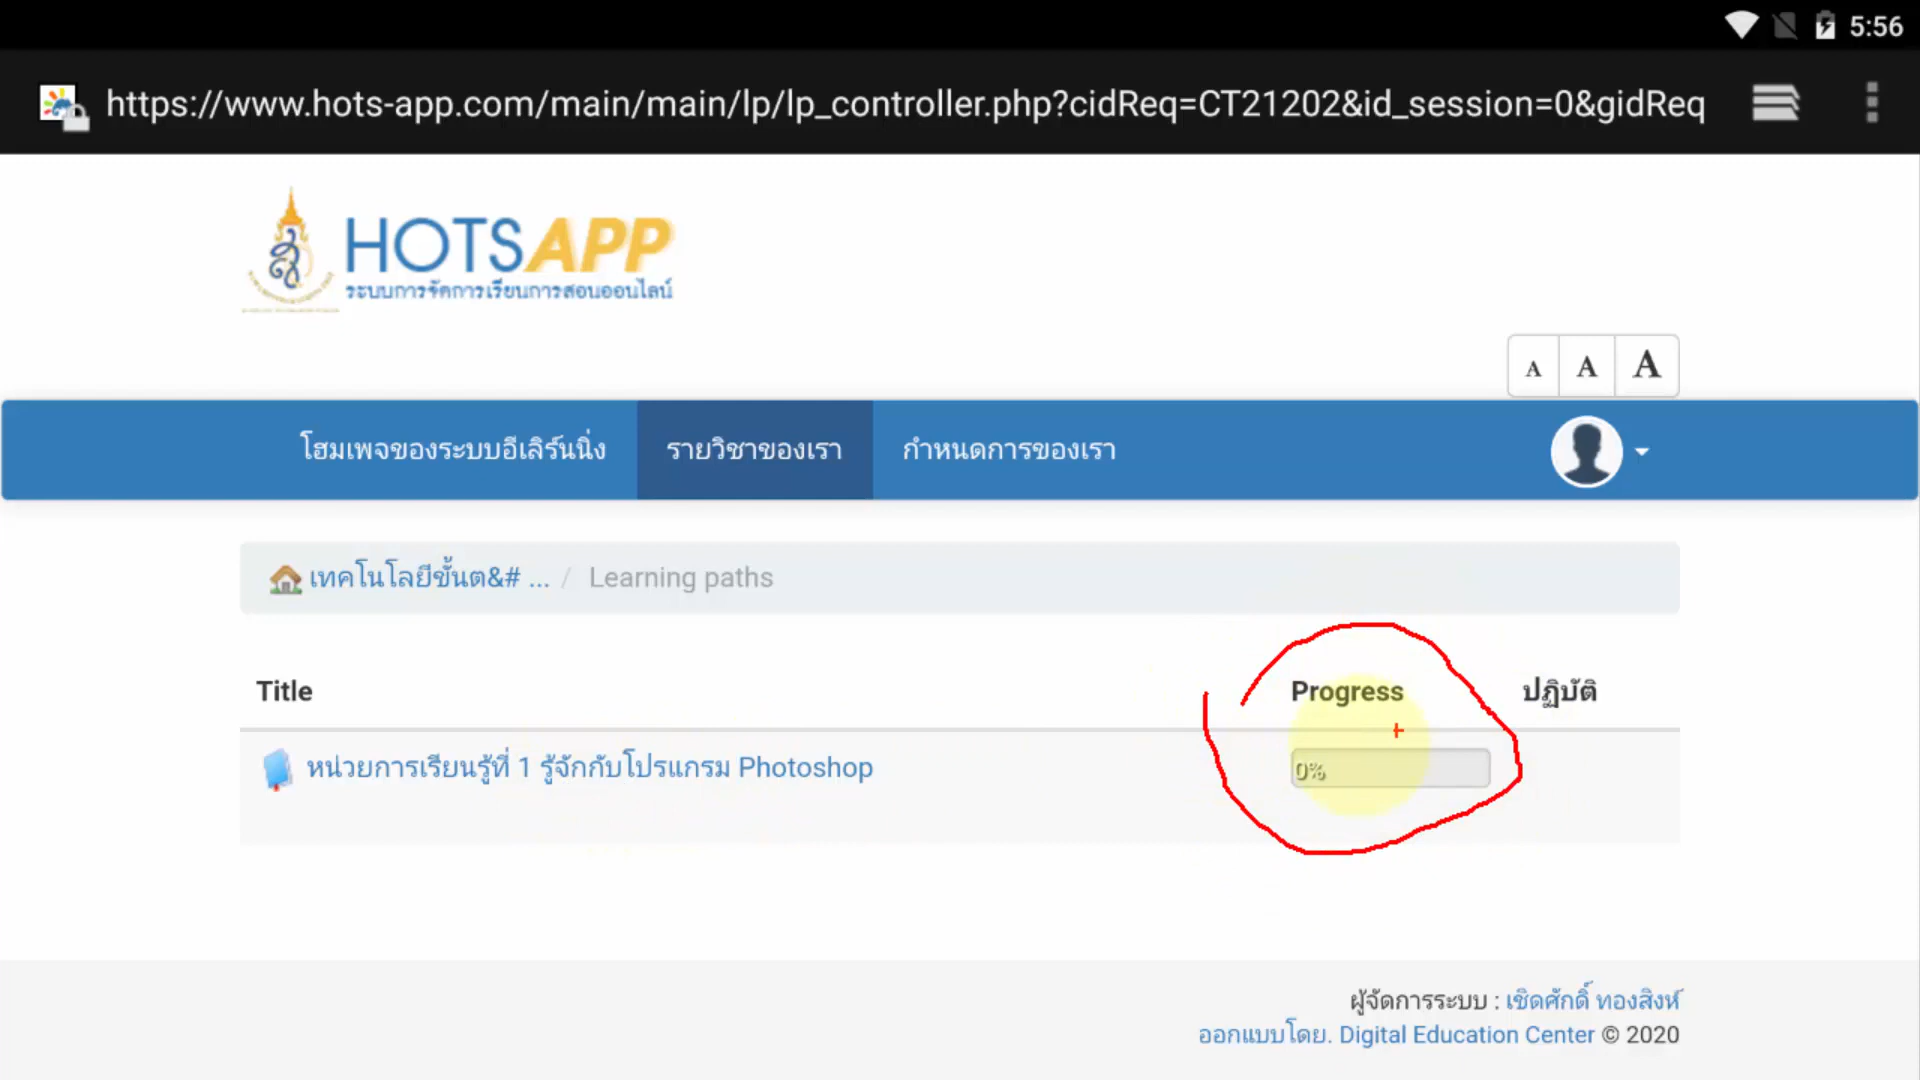 5:56
https://www.hots-app.com/main/main/lp/lp_controller.php?cidReq=CT21202&id_session=0&gidReq
HOTSAPP
ระบบการจัดการเรียนการสอนออนไลน์
A A A
โฮมเพจของระบบอีเลิร์นนิ่ง รายวิชาของเรา กำหนดการของเรา
เทคโนโลยีขั้นต&# ... / Learning paths
Title Progress ปฏิบัติ
หน่วยการเรียนรู้ที่ 1 รู้จักกับโปรแกรม Photoshop 0%
ผู้จัดการระบบ : เชิดศักดิ์ ทองสิงห์
ออกแบบโดย. Digital Education Center © 2020